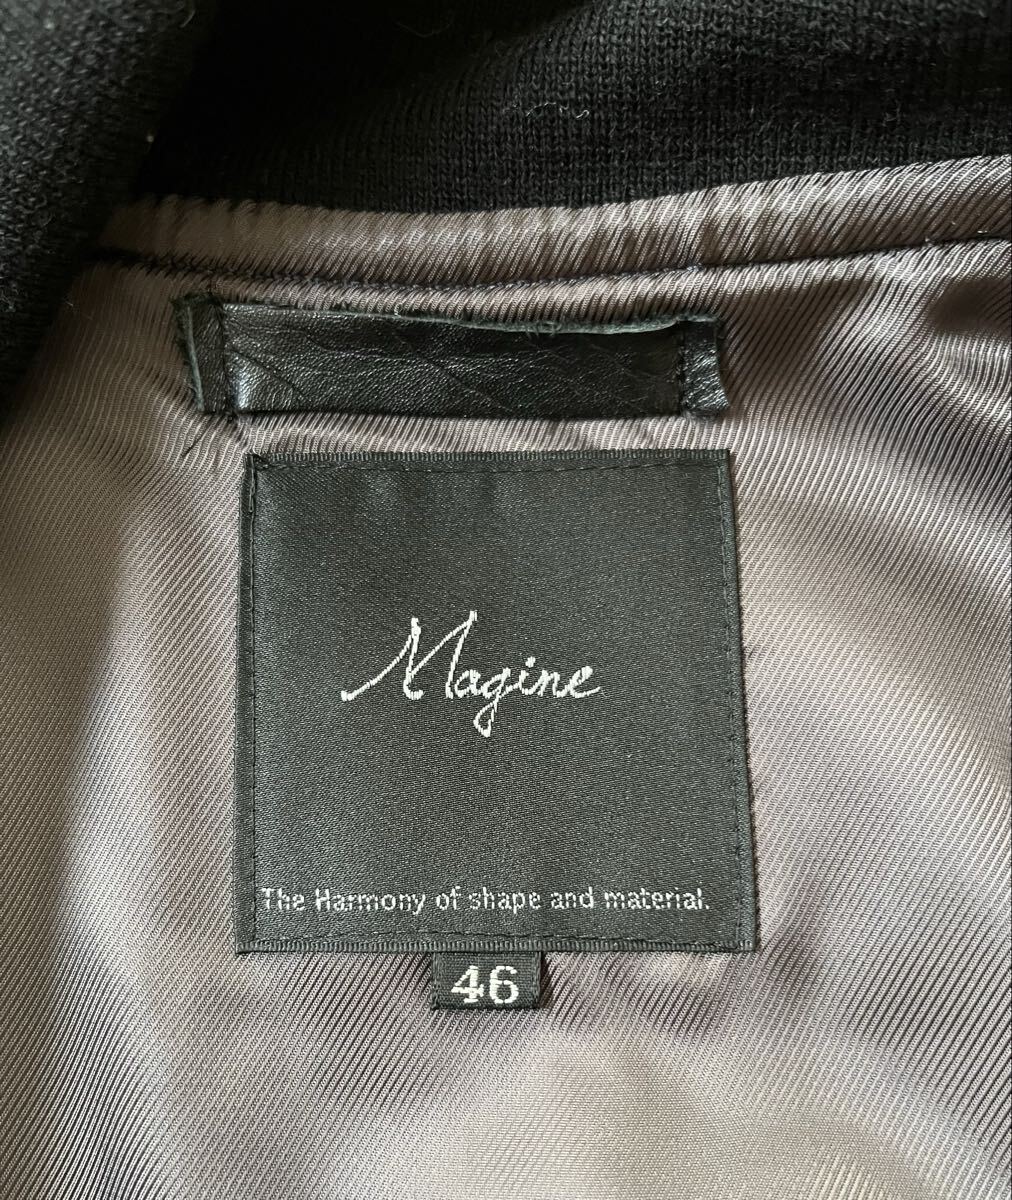 Magine
The Harmony of shape and material.
46